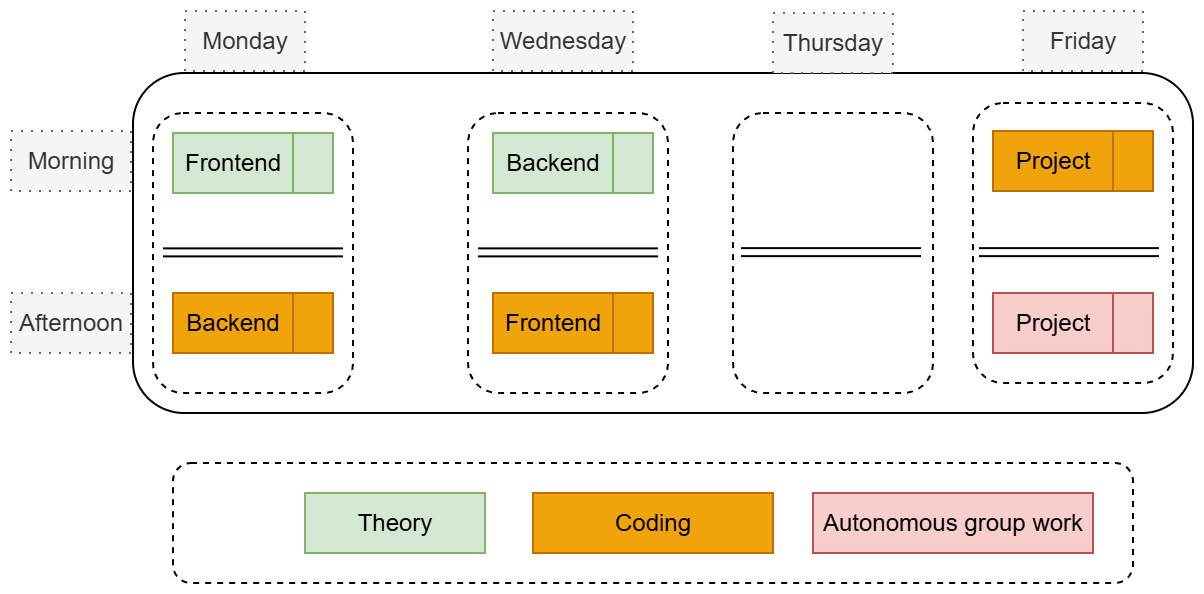 Monday
Wednesday
Thursday
Friday
Morning
Frontend
Backend
Project
Afternoon
Backend
Frontend
Project
Theory
Coding
Autonomous group work